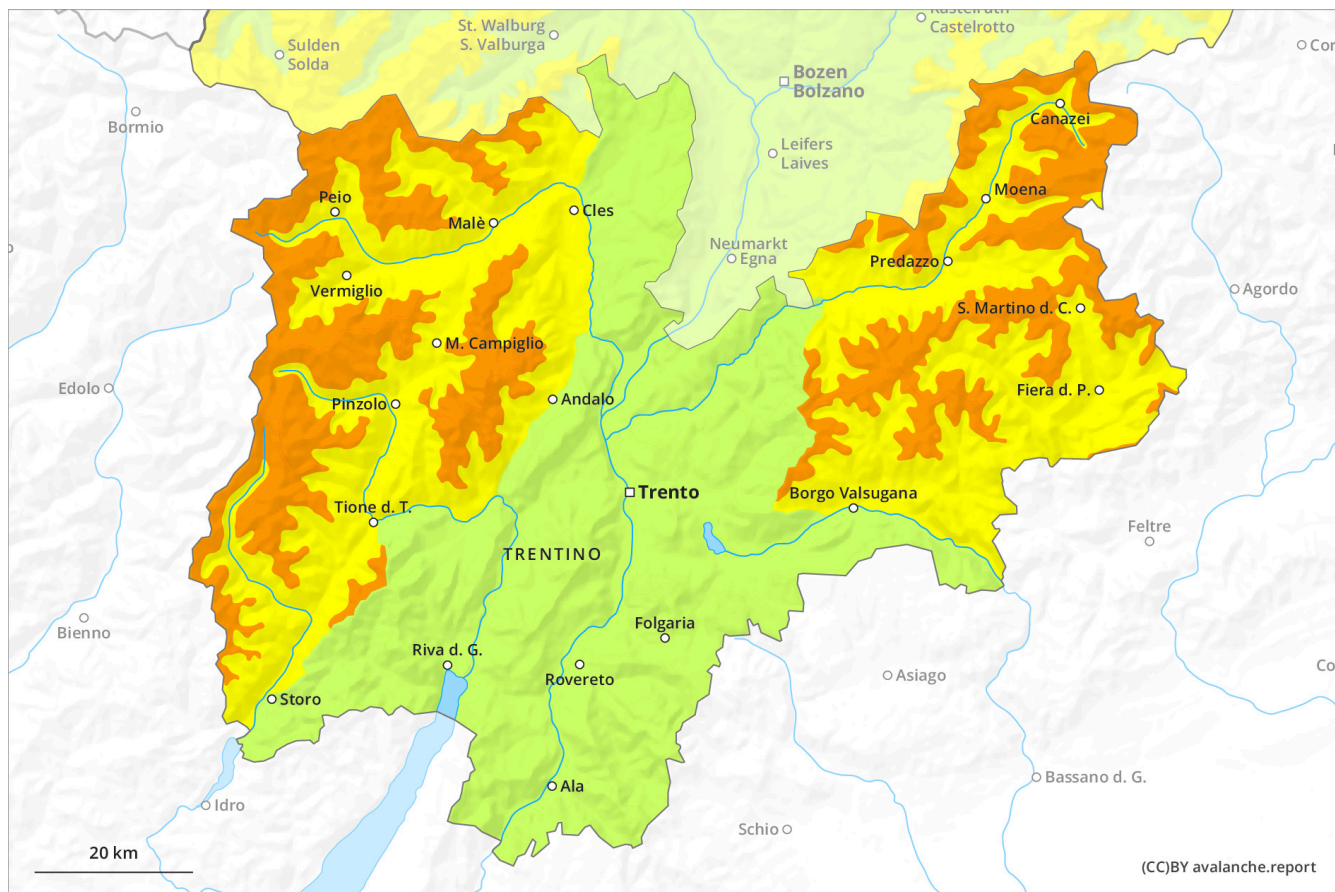 Kastelruth
Castelrotto
St. Walburg
S. Valburga
Sulden
Solda
Cor
Bozen
Bolzano
Bormio
Canazei
Leifers
Laives
Moena
Peio
Malè
Cles
Neumarkt
Egna
Predazzo
Vermiglio
Agordo
S. Martino d. C.
M. Campiglio
Edolo
Pinzolo
Andalo
Fiera d. P.
Trento
Borgo Valsugana
Tione d. T.
Feltre
TRENTINO
Bienno
Folgaria
Riva d. G.
Rovereto
Asiago
Co
Storo
Bassano d. G.
Ala
Idro
Schio
20 km
(CC)BY avalanche.report